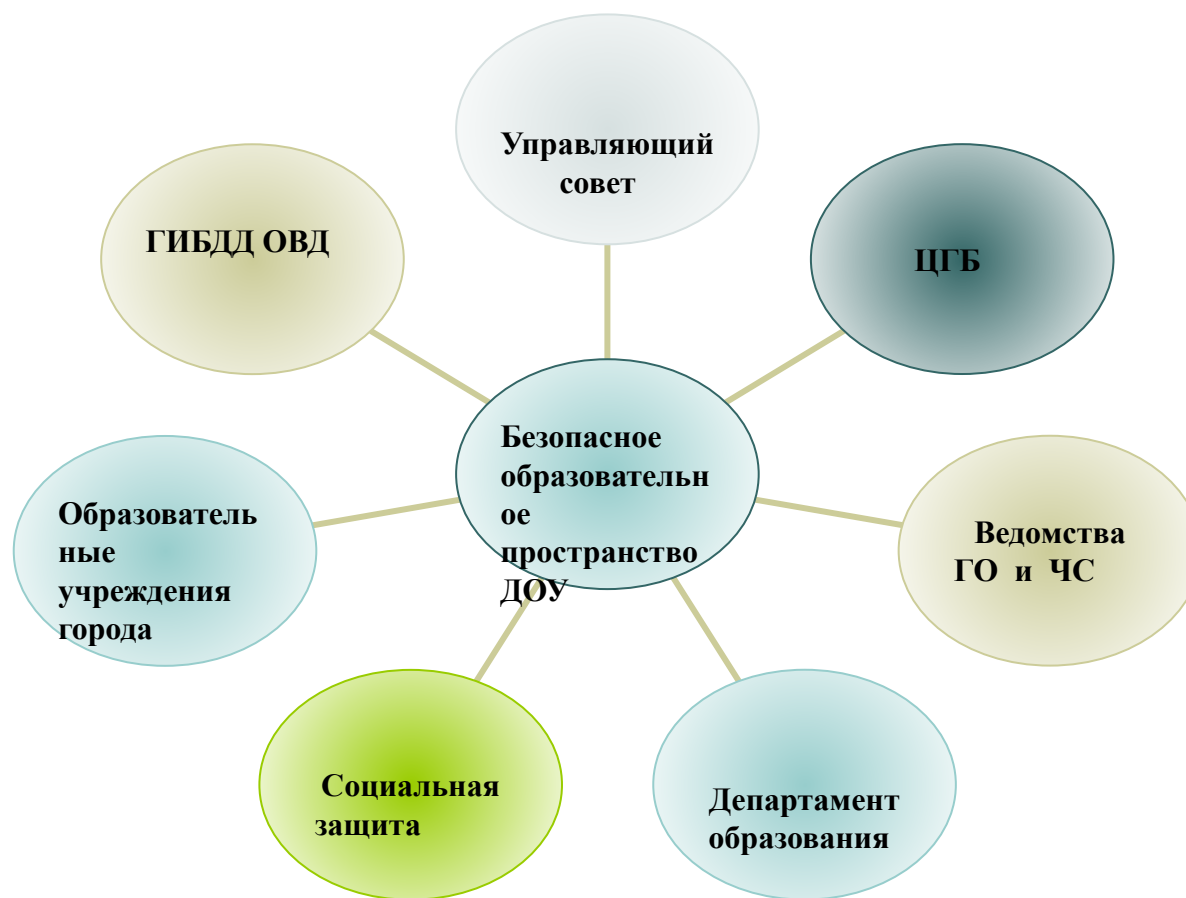 Управляющий
совет
ГИБДД ОВД
ЦГБ
Безопасное
образовательн
ое
пространство
ДОУ
Образователь
ные
учреждения
города
Ведомства
ГО и ЧС
Социальная
защита
Департамент
образования